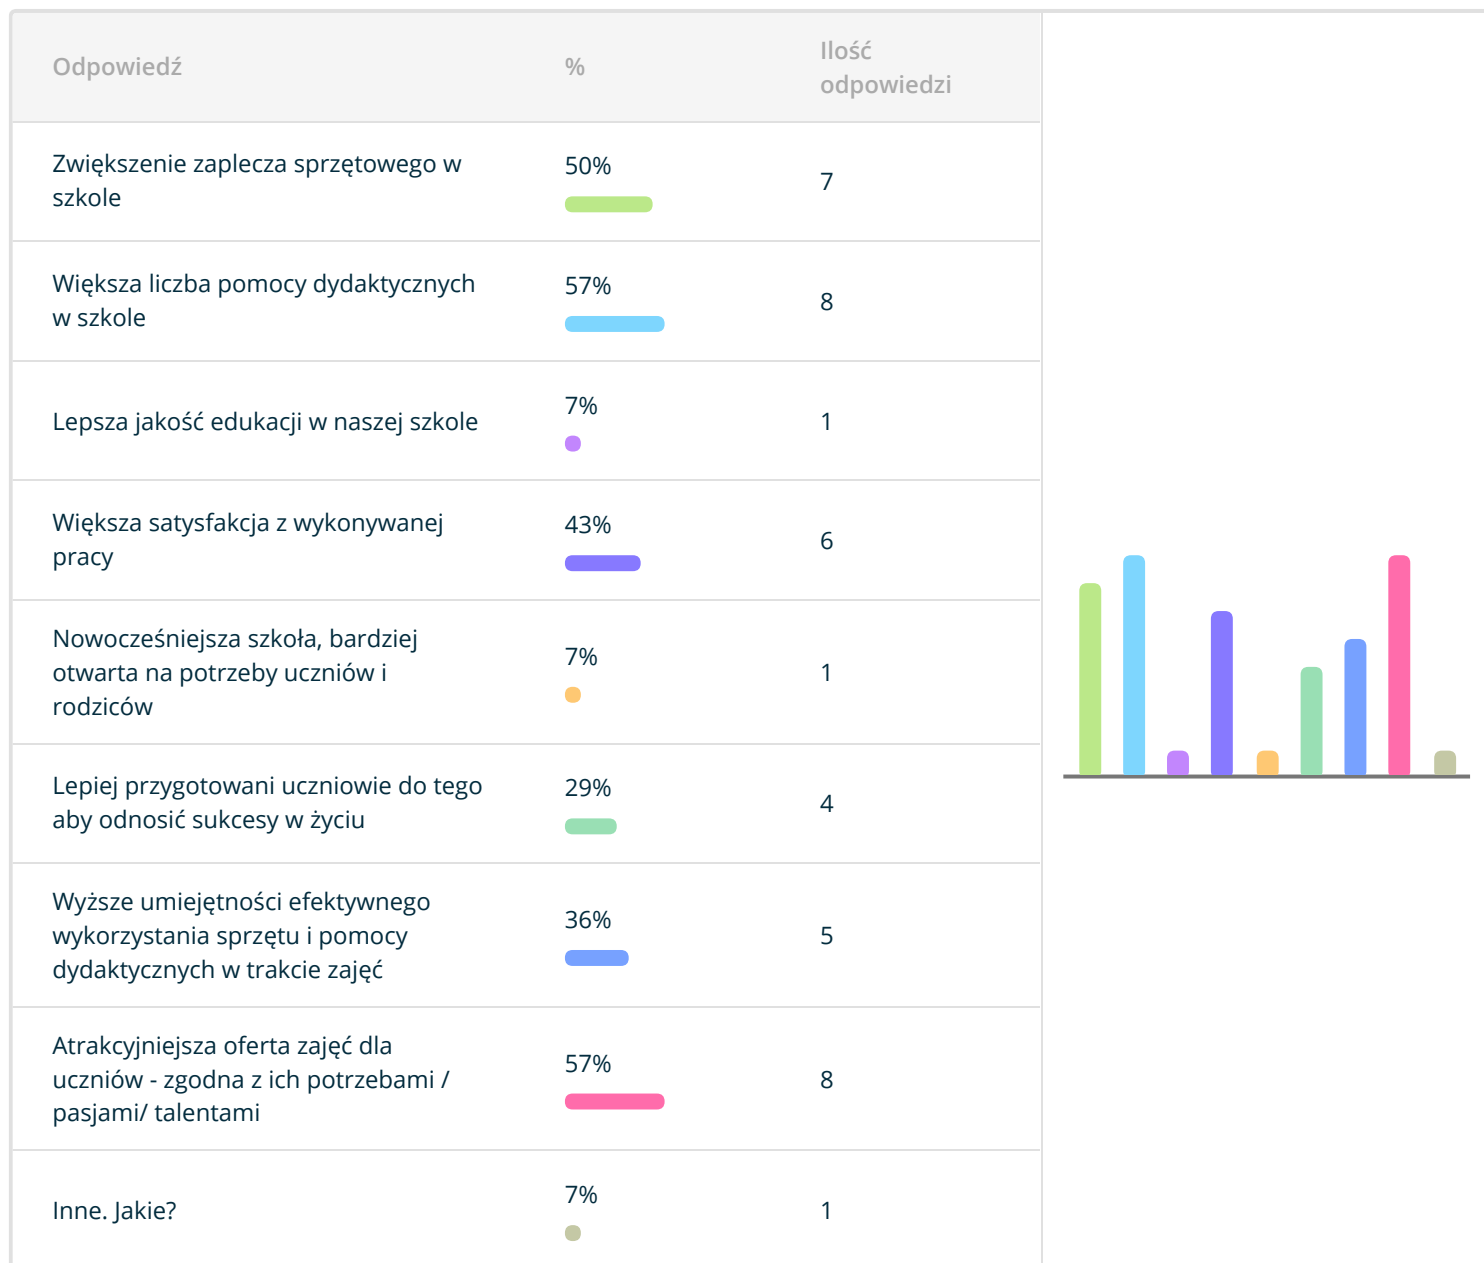 Odpowiedź
%
Ilość
odpowiedzi
Zwiększenie zaplecza sprzętowego w
szkole
50%
7
Większa liczba pomocy dydaktycznych
w szkole
57%
8
Lepsza jakość edukacji w naszej szkole
7%
1
Większa satysfakcja z wykonywanej
pracy
43%
6
Nowocześniejsza szkoła, bardziej
otwarta na potrzeby uczniów i
rodziców
7%
1
Lepiej przygotowani uczniowie do tego
aby odnosić sukcesy w życiu
29%
4
Wyższe umiejętności efektywnego
wykorzystania sprzętu i pomocy
dydaktycznych w trakcie zajęć
36%
5
Atrakcyjniejsza oferta zajęć dla
uczniów - zgodna z ich potrzebami /
pasjami/ talentami
57%
8
Inne. Jakie?
7%
1